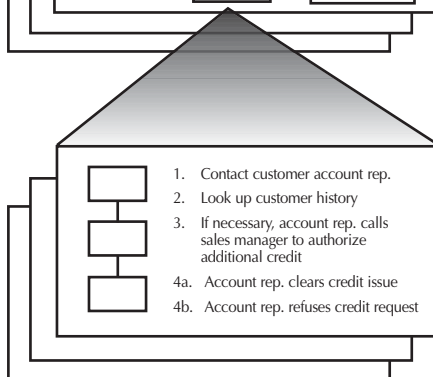 1. Contact customer account rep.
2. Look up customer history
3. If necessary, account rep. calls
sales manager to authorize
additional credit
4a. Account rep. clears credit issue
4b. Account rep. refuses credit request